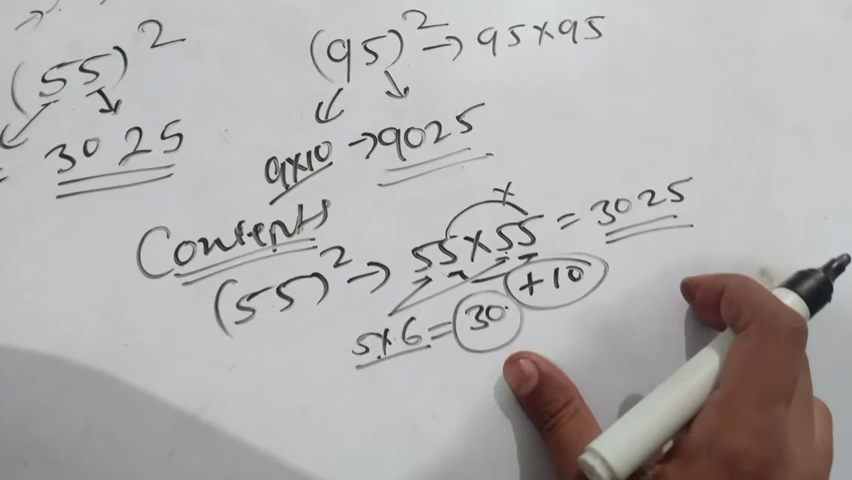 (55)²
= 3025
(95)² → 95×95
9×10 → 9025
Concepts
(55)² → 55×55 = 3025
+10
5×6 = 30